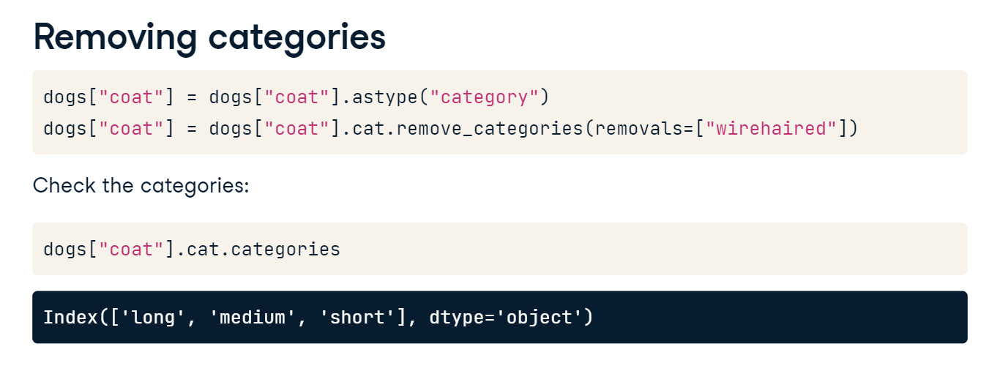 Removing categories
dogs["coat"] = dogs["coat"].astype("category")
dogs["coat"] = dogs["coat"].cat.remove_categories(removals=["wirehaired"])
Check the categories:
dogs["coat"].cat.categories
Index(['long', 'medium', 'short'], dtype='object')